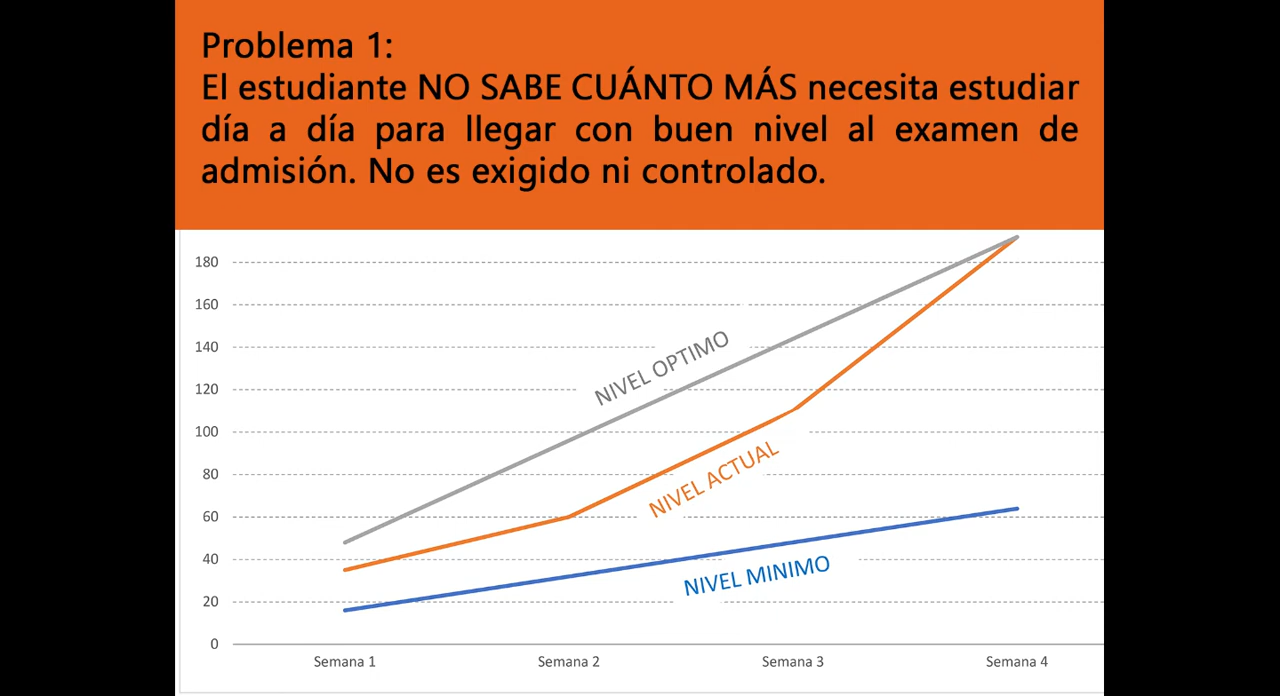 Problema 1:
El estudiante NO SABE CUÁNTO MÁS necesita estudiar
día a día para llegar con buen nivel al examen de
admisión. No es exigido ni controlado.
180
160
140
120
100
80
60
40
20
0
NIVEL OPTIMO
NIVEL ACTUAL
NIVEL MINIMO
Semana 1 Semana 2 Semana 3 Semana 4